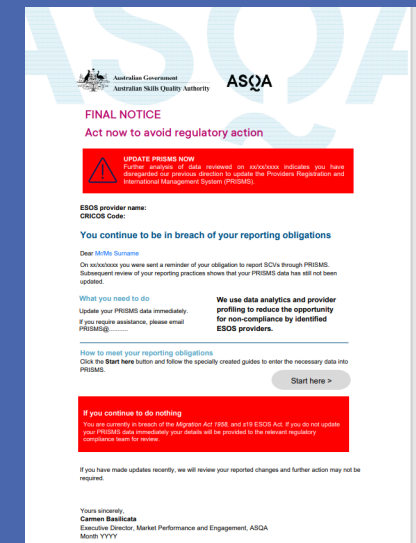 Australian Government
Australian Skills Quality Authority
ASQA
FINAL NOTICE
Act now to avoid regulatory action
UPDATE PRISMS NOW
Further analysis of data reviewed on xx/xx/xxxx indicates you have
disregarded our previous direction to update the Providers Registration and
International Management System (PRISMS).
ESOS provider name:
CRICOS Code:
You continue to be in breach of your reporting obligations
Dear Mr/Ms Surname
On xx/xx/xxxx you were sent a reminder of your obligation to report SCVs through PRISMS.
Subsequent review of your reporting practices shows that your PRISMS data has still not been
updated.
What you need to do
Update your PRISMS data immediately.
If you require assistance, please email
PRISMS@...........
We use data analytics and provider
profiling to reduce the opportunity
for non-compliance by identified
ESOS providers.
How to meet your reporting obligations
Click the Start here button and follow the specially created guides to enter the necessary data into
PRISMS.
Start here >
If you continue to do nothing
You are currently in breach of the Migration Act 1958, and s19 ESOS Act. If you do not update
your PRISMS data immediately your details will be provided to the relevant regulatory
compliance team for review.
If you have made updates recently, we will review your reported changes and further action may not be
required.
Yours sincerely,
Carmen Basilicata
Executive Director, Market Performance and Engagement, ASQA
Month YYYY